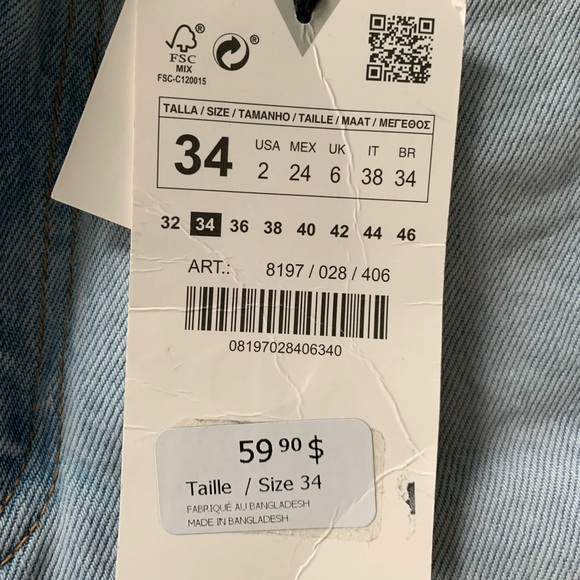 ®
®
FSC
MIX
FSC-C120015
TALLA / SIZE / TAMANHO / TAILLE / MAAT / ΜΕΓΕΘΟΣ
34
USA MEX UK IT BR
2 24 6 38 34
32 34 36 38 40 42 44 46
ART.: 8197 / 028 / 406
08197028406340
59 90 $
Taille / Size 34
FABRIQUÉ AU BANGLADESH
MADE IN BANGLADESH